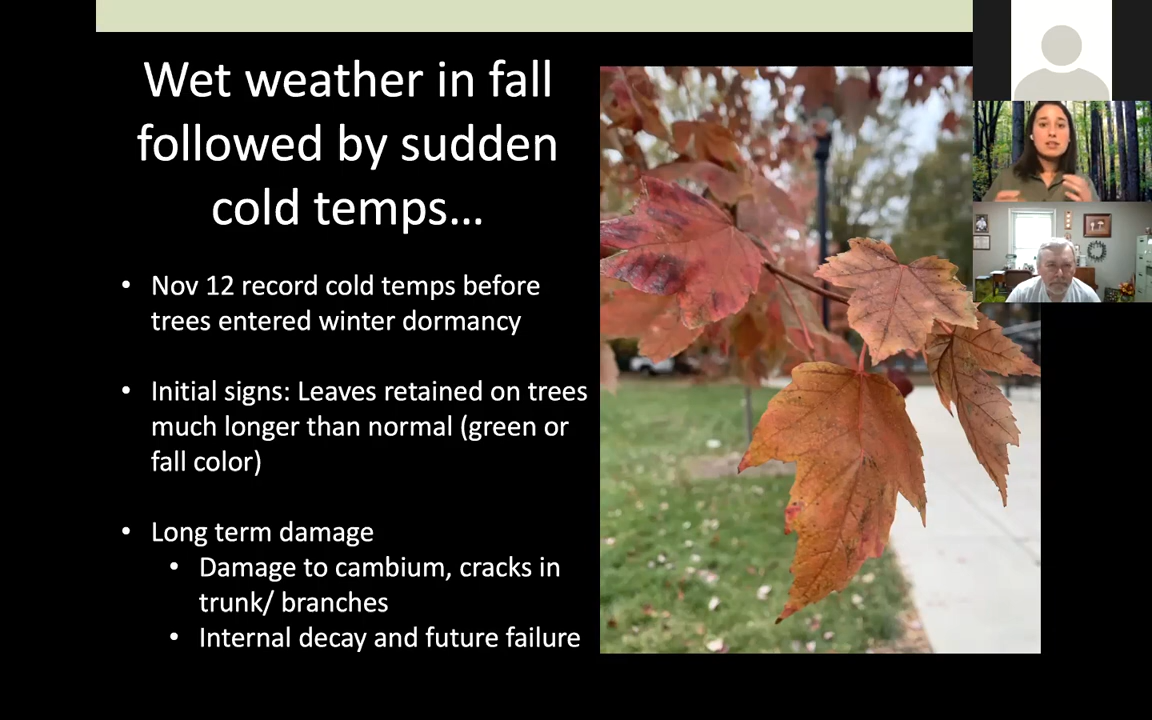 Wet weather in fall
followed by sudden
cold temps...
• Nov 12 record cold temps before
trees entered winter dormancy
• Initial signs: Leaves retained on trees
much longer than normal (green or
fall color)
• Long term damage
• Damage to cambium, cracks in
trunk/ branches
• Internal decay and future failure